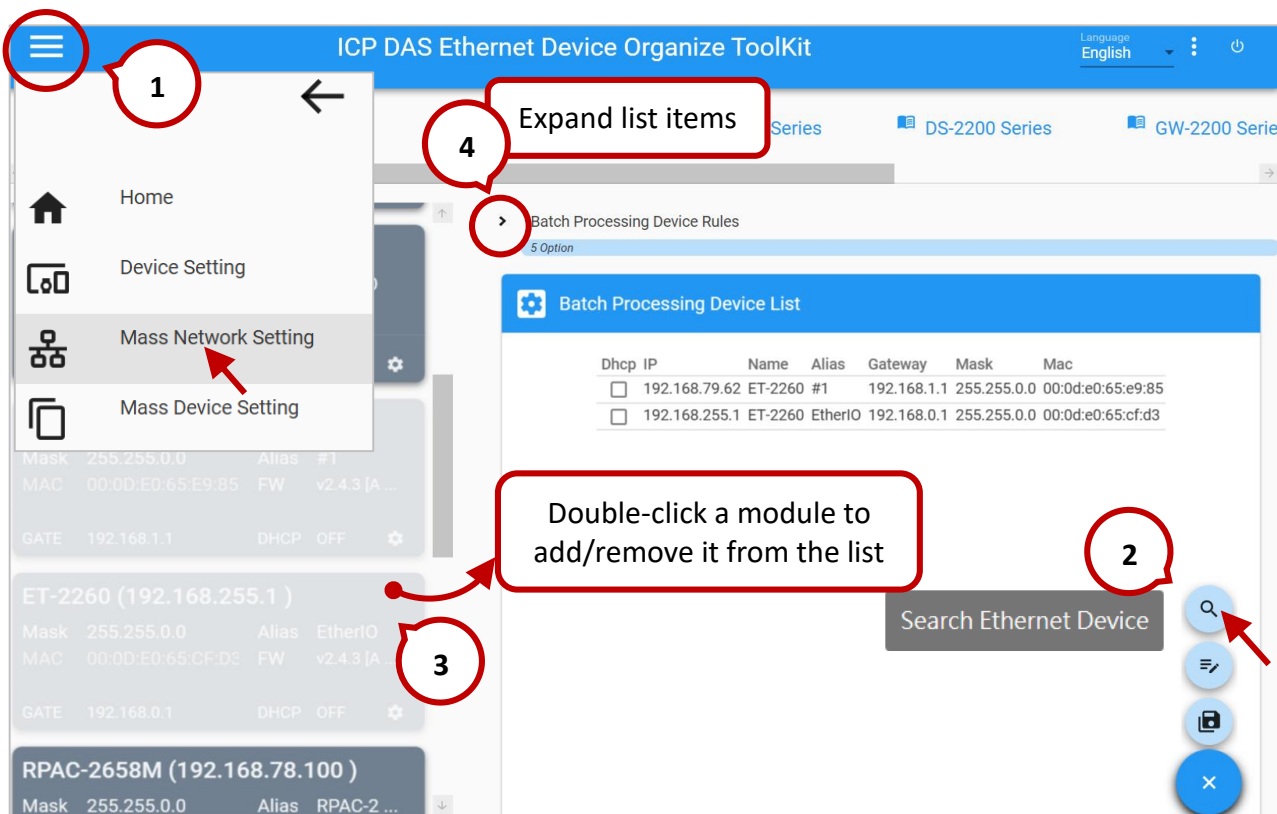 ICP DAS Ethernet Device Organize ToolKit
Language
English
1
Expand list items
4
Series
DS-2200 Series
GW-2200 Serie
Home
Device Setting
Mass Network Setting
Mass Device Setting
Batch Processing Device Rules
5 Option
Batch Processing Device List
Dhcp IP Name Alias Gateway Mask Mac
192.168.79.62 ET-2260 #1 192.168.1.1 255.255.0.0 00:0d:e0:65:e9:85
192.168.255.1 ET-2260 EtherIO 192.168.0.1 255.255.0.0 00:0d:e0:65:cf:d3
Mask 255.255.0.0 Alias #1
MAC 00:0D:E0:65:E9:85 FW v2.4.3 [A ...
GATE 192.168.1.1 DHCP OFF
Double-click a module to
add/remove it from the list
2
Search Ethernet Device
ET-2260 (192.168.255.1 )
Mask 255.255.0.0 Alias EtherIO
MAC 00:0D:E0:65:CF:D3 FW v2.4.3 [A ...
3
GATE 192.168.0.1 DHCP OFF
RPAC-2658M (192.168.78.100 )
Mask 255.255.0.0 Alias RPAC-2 ...